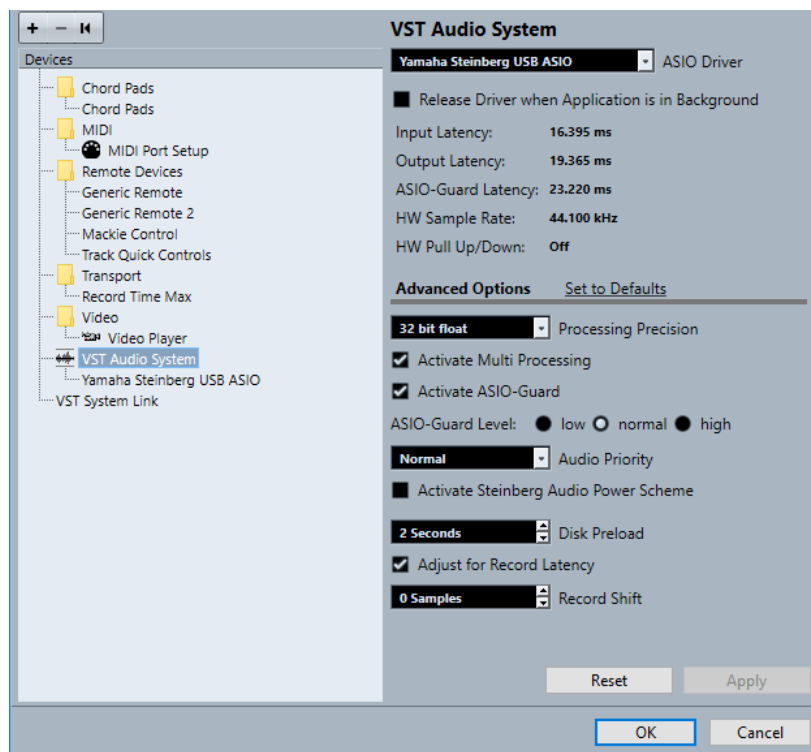 Devices
Chord Pads
Chord Pads
MIDI
MIDI Port Setup
Remote Devices
Generic Remote
Generic Remote 2
Mackie Control
Track Quick Controls
Transport
Record Time Max
Video
Video Player
VST Audio System
Yamaha Steinberg USB ASIO
VST System Link
VST Audio System
Yamaha Steinberg USB ASIO ASIO Driver
Release Driver when Application is in Background
Input Latency: 16.395 ms
Output Latency: 19.365 ms
ASIO-Guard Latency: 23.220 ms
HW Sample Rate: 44.100 kHz
HW Pull Up/Down: Off
Advanced Options Set to Defaults
32 bit float Processing Precision
Activate Multi Processing
Activate ASIO-Guard
ASIO-Guard Level: low normal high
Normal Audio Priority
Activate Steinberg Audio Power Scheme
2 Seconds Disk Preload
Adjust for Record Latency
0 Samples Record Shift
Reset Apply
OK Cancel